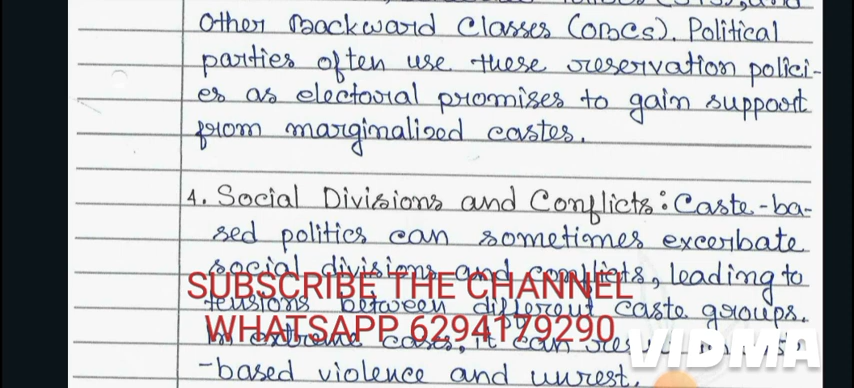 Other Backward Classes (OBCs). Political
parties often use these reservation polici-
es as electoral promises to gain support
from marginalized castes.
4. Social Divisions and Conflicts: Caste-ba-
sed politics can sometimes excerbate
social divisions and conflicts, leading to
SUBSCRIBE THE CHANNEL
tensions between different caste groups.
WHATSAPP 6294179290
In extreme cases, it can
VIDMA
-based violence and unrest.